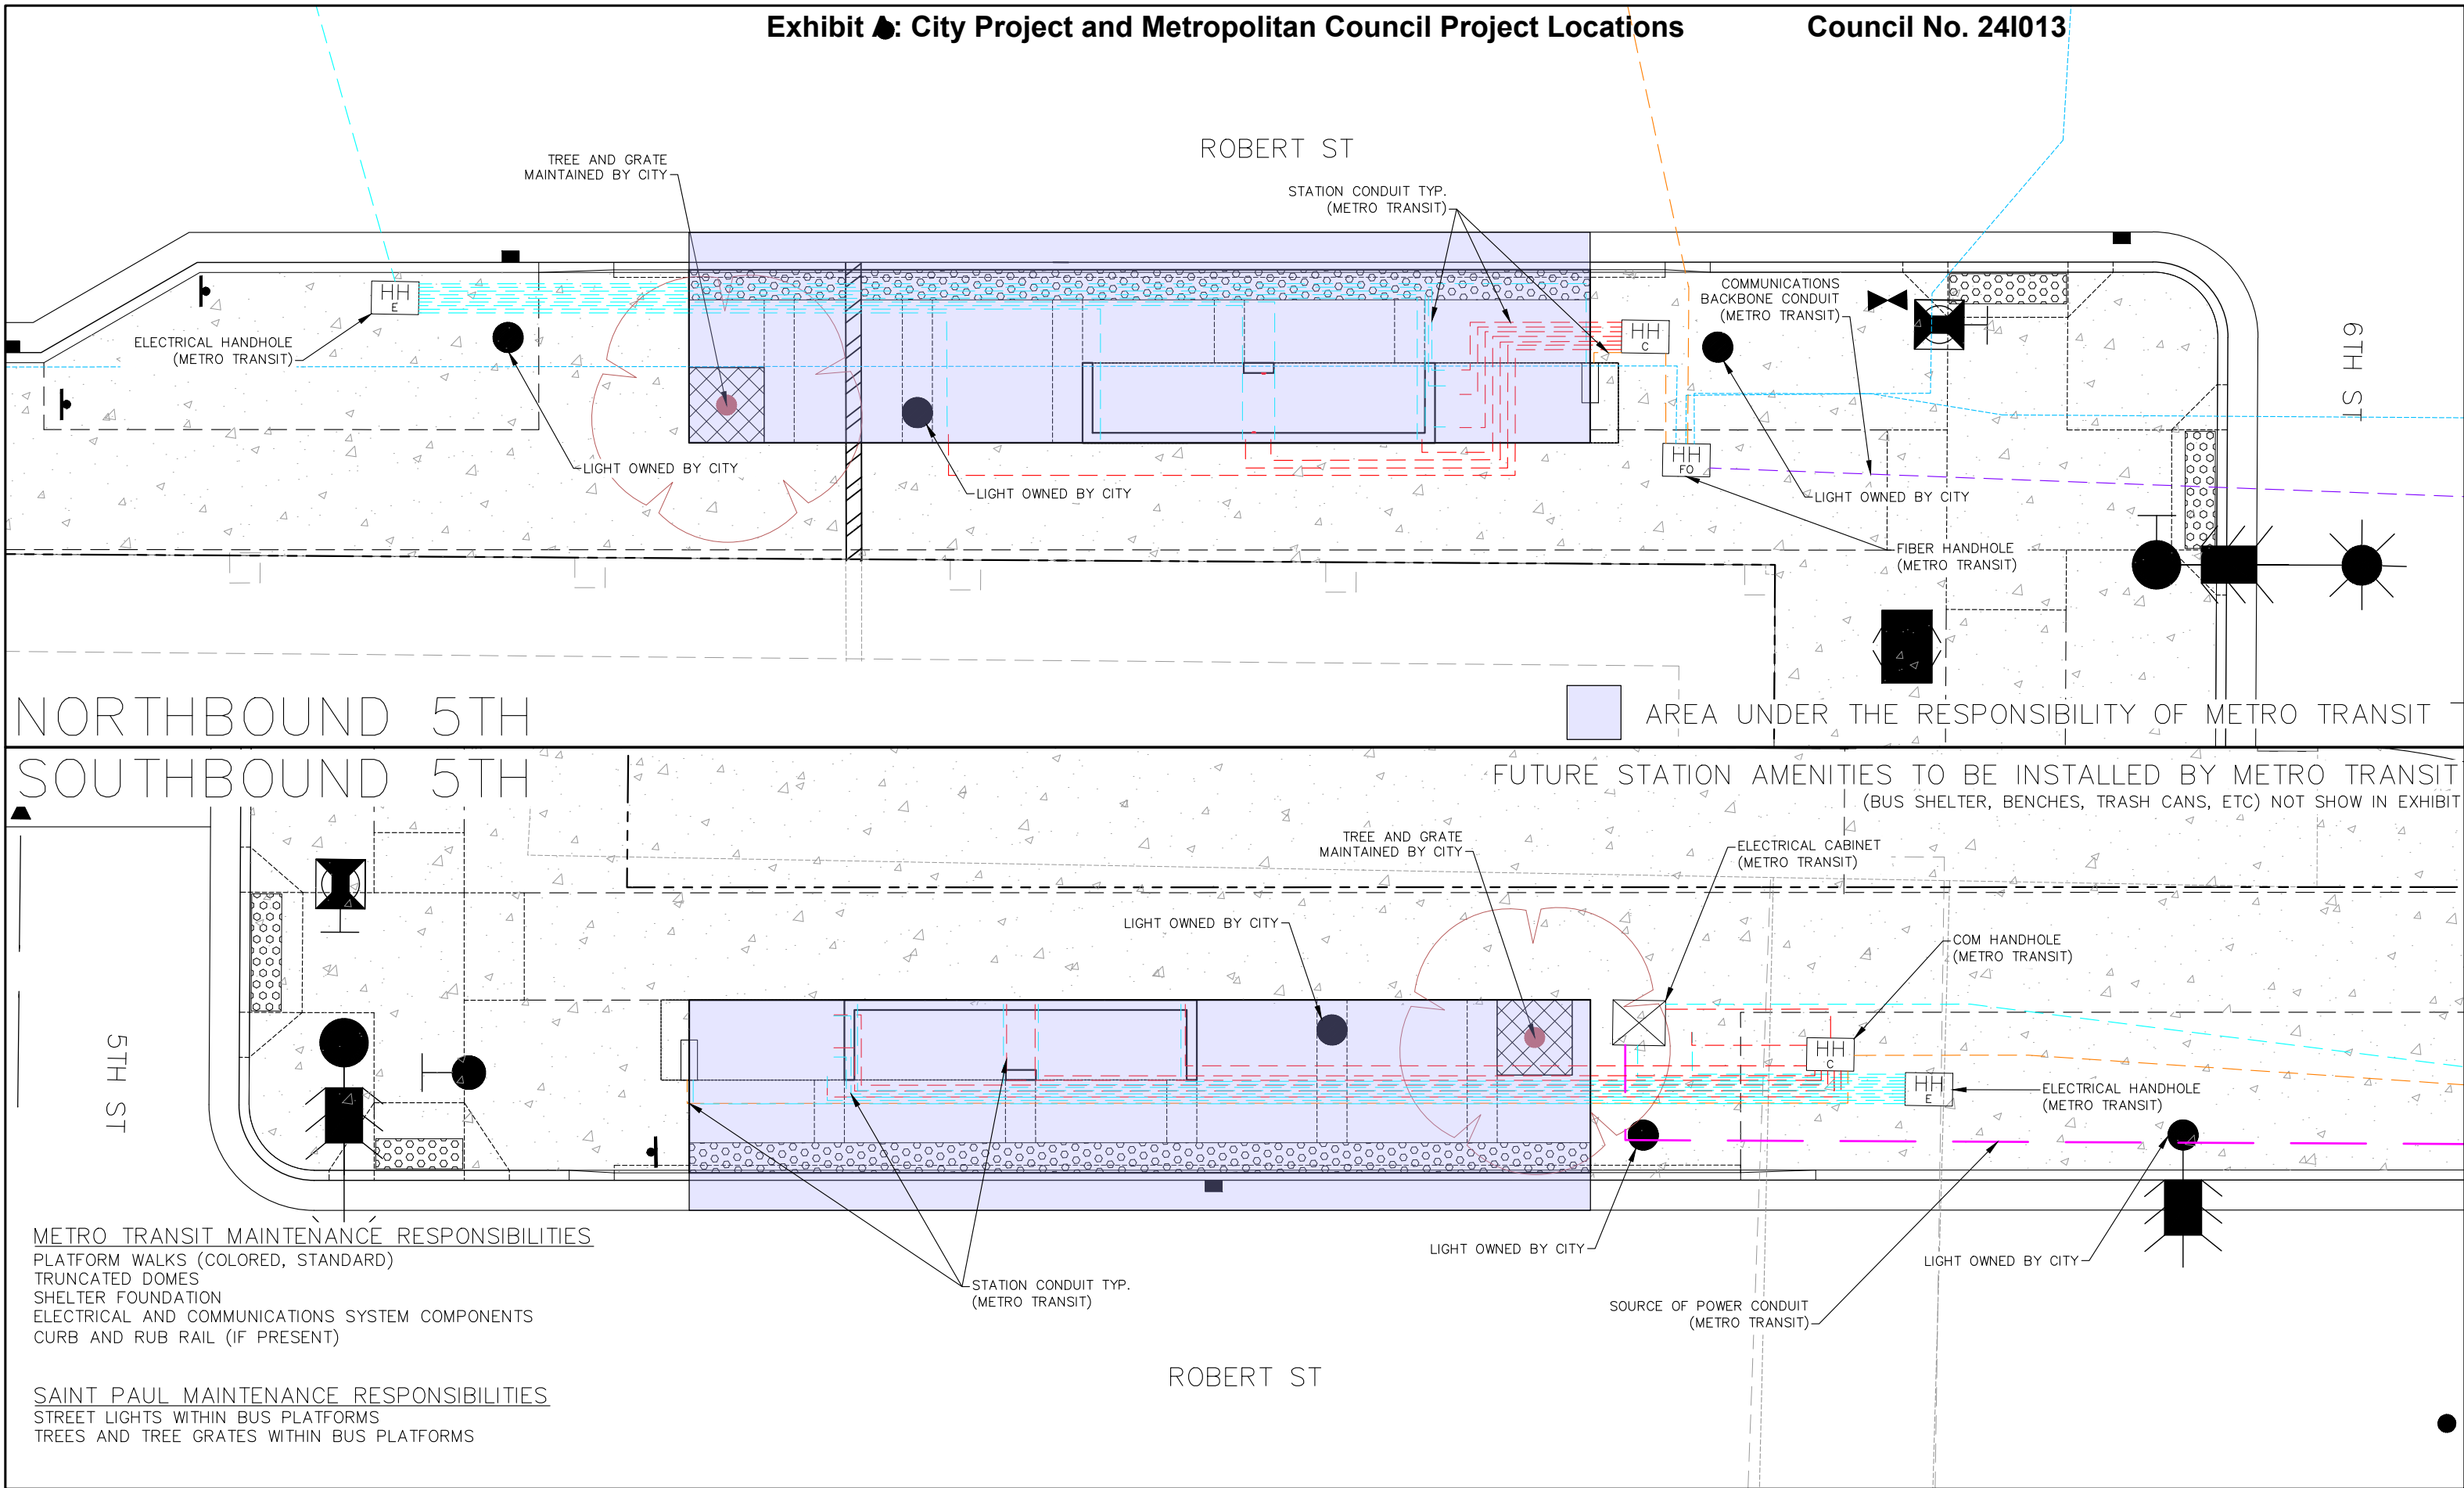 Exhibit A: City Project and Metropolitan Council Project Locations
Council No. 24I013
ROBERT ST
TREE AND GRATE
MAINTAINED BY CITY
STATION CONDUIT TYP.
(METRO TRANSIT)
COMMUNICATIONS
BACKBONE CONDUIT
(METRO TRANSIT)
HH
E
ELECTRICAL HANDHOLE
(METRO TRANSIT)
HH
C
6TH ST
HH
FO
LIGHT OWNED BY CITY
LIGHT OWNED BY CITY
LIGHT OWNED BY CITY
FIBER HANDHOLE
(METRO TRANSIT)
NORTHBOUND 5TH
AREA UNDER THE RESPONSIBILITY OF METRO TRANSIT
SOUTHBOUND 5TH
FUTURE STATION AMENITIES TO BE INSTALLED BY METRO TRANSIT
(BUS SHELTER, BENCHES, TRASH CANS, ETC) NOT SHOW IN EXHIBIT
TREE AND GRATE
MAINTAINED BY CITY
ELECTRICAL CABINET
(METRO TRANSIT)
LIGHT OWNED BY CITY
COM HANDHOLE
(METRO TRANSIT)
5TH ST
HH
C
HH
E
ELECTRICAL HANDHOLE
(METRO TRANSIT)
METRO TRANSIT MAINTENANCE RESPONSIBILITIES
PLATFORM WALKS (COLORED, STANDARD)
TRUNCATED DOMES
SHELTER FOUNDATION
ELECTRICAL AND COMMUNICATIONS SYSTEM COMPONENTS
CURB AND RUB RAIL (IF PRESENT)
STATION CONDUIT TYP.
(METRO TRANSIT)
LIGHT OWNED BY CITY
LIGHT OWNED BY CITY
SOURCE OF POWER CONDUIT
(METRO TRANSIT)
ROBERT ST
SAINT PAUL MAINTENANCE RESPONSIBILITIES
STREET LIGHTS WITHIN BUS PLATFORMS
TREES AND TREE GRATES WITHIN BUS PLATFORMS